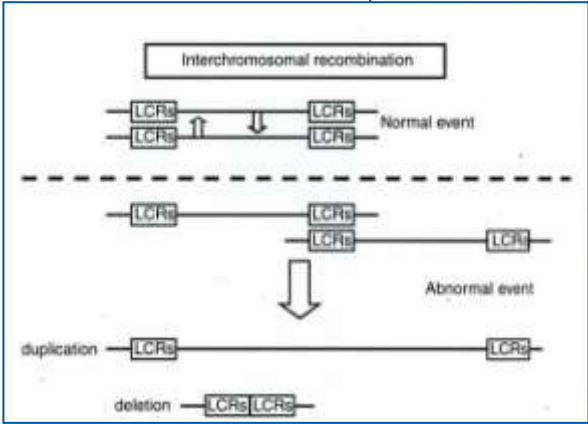 Interchromosomal recombination
LCRs LCRs
LCRs LCRs
Normal event
LCRs LCRs
LCRs LCRs
Abnormal event
duplication LCRs LCRs
deletion LCRs LCRs